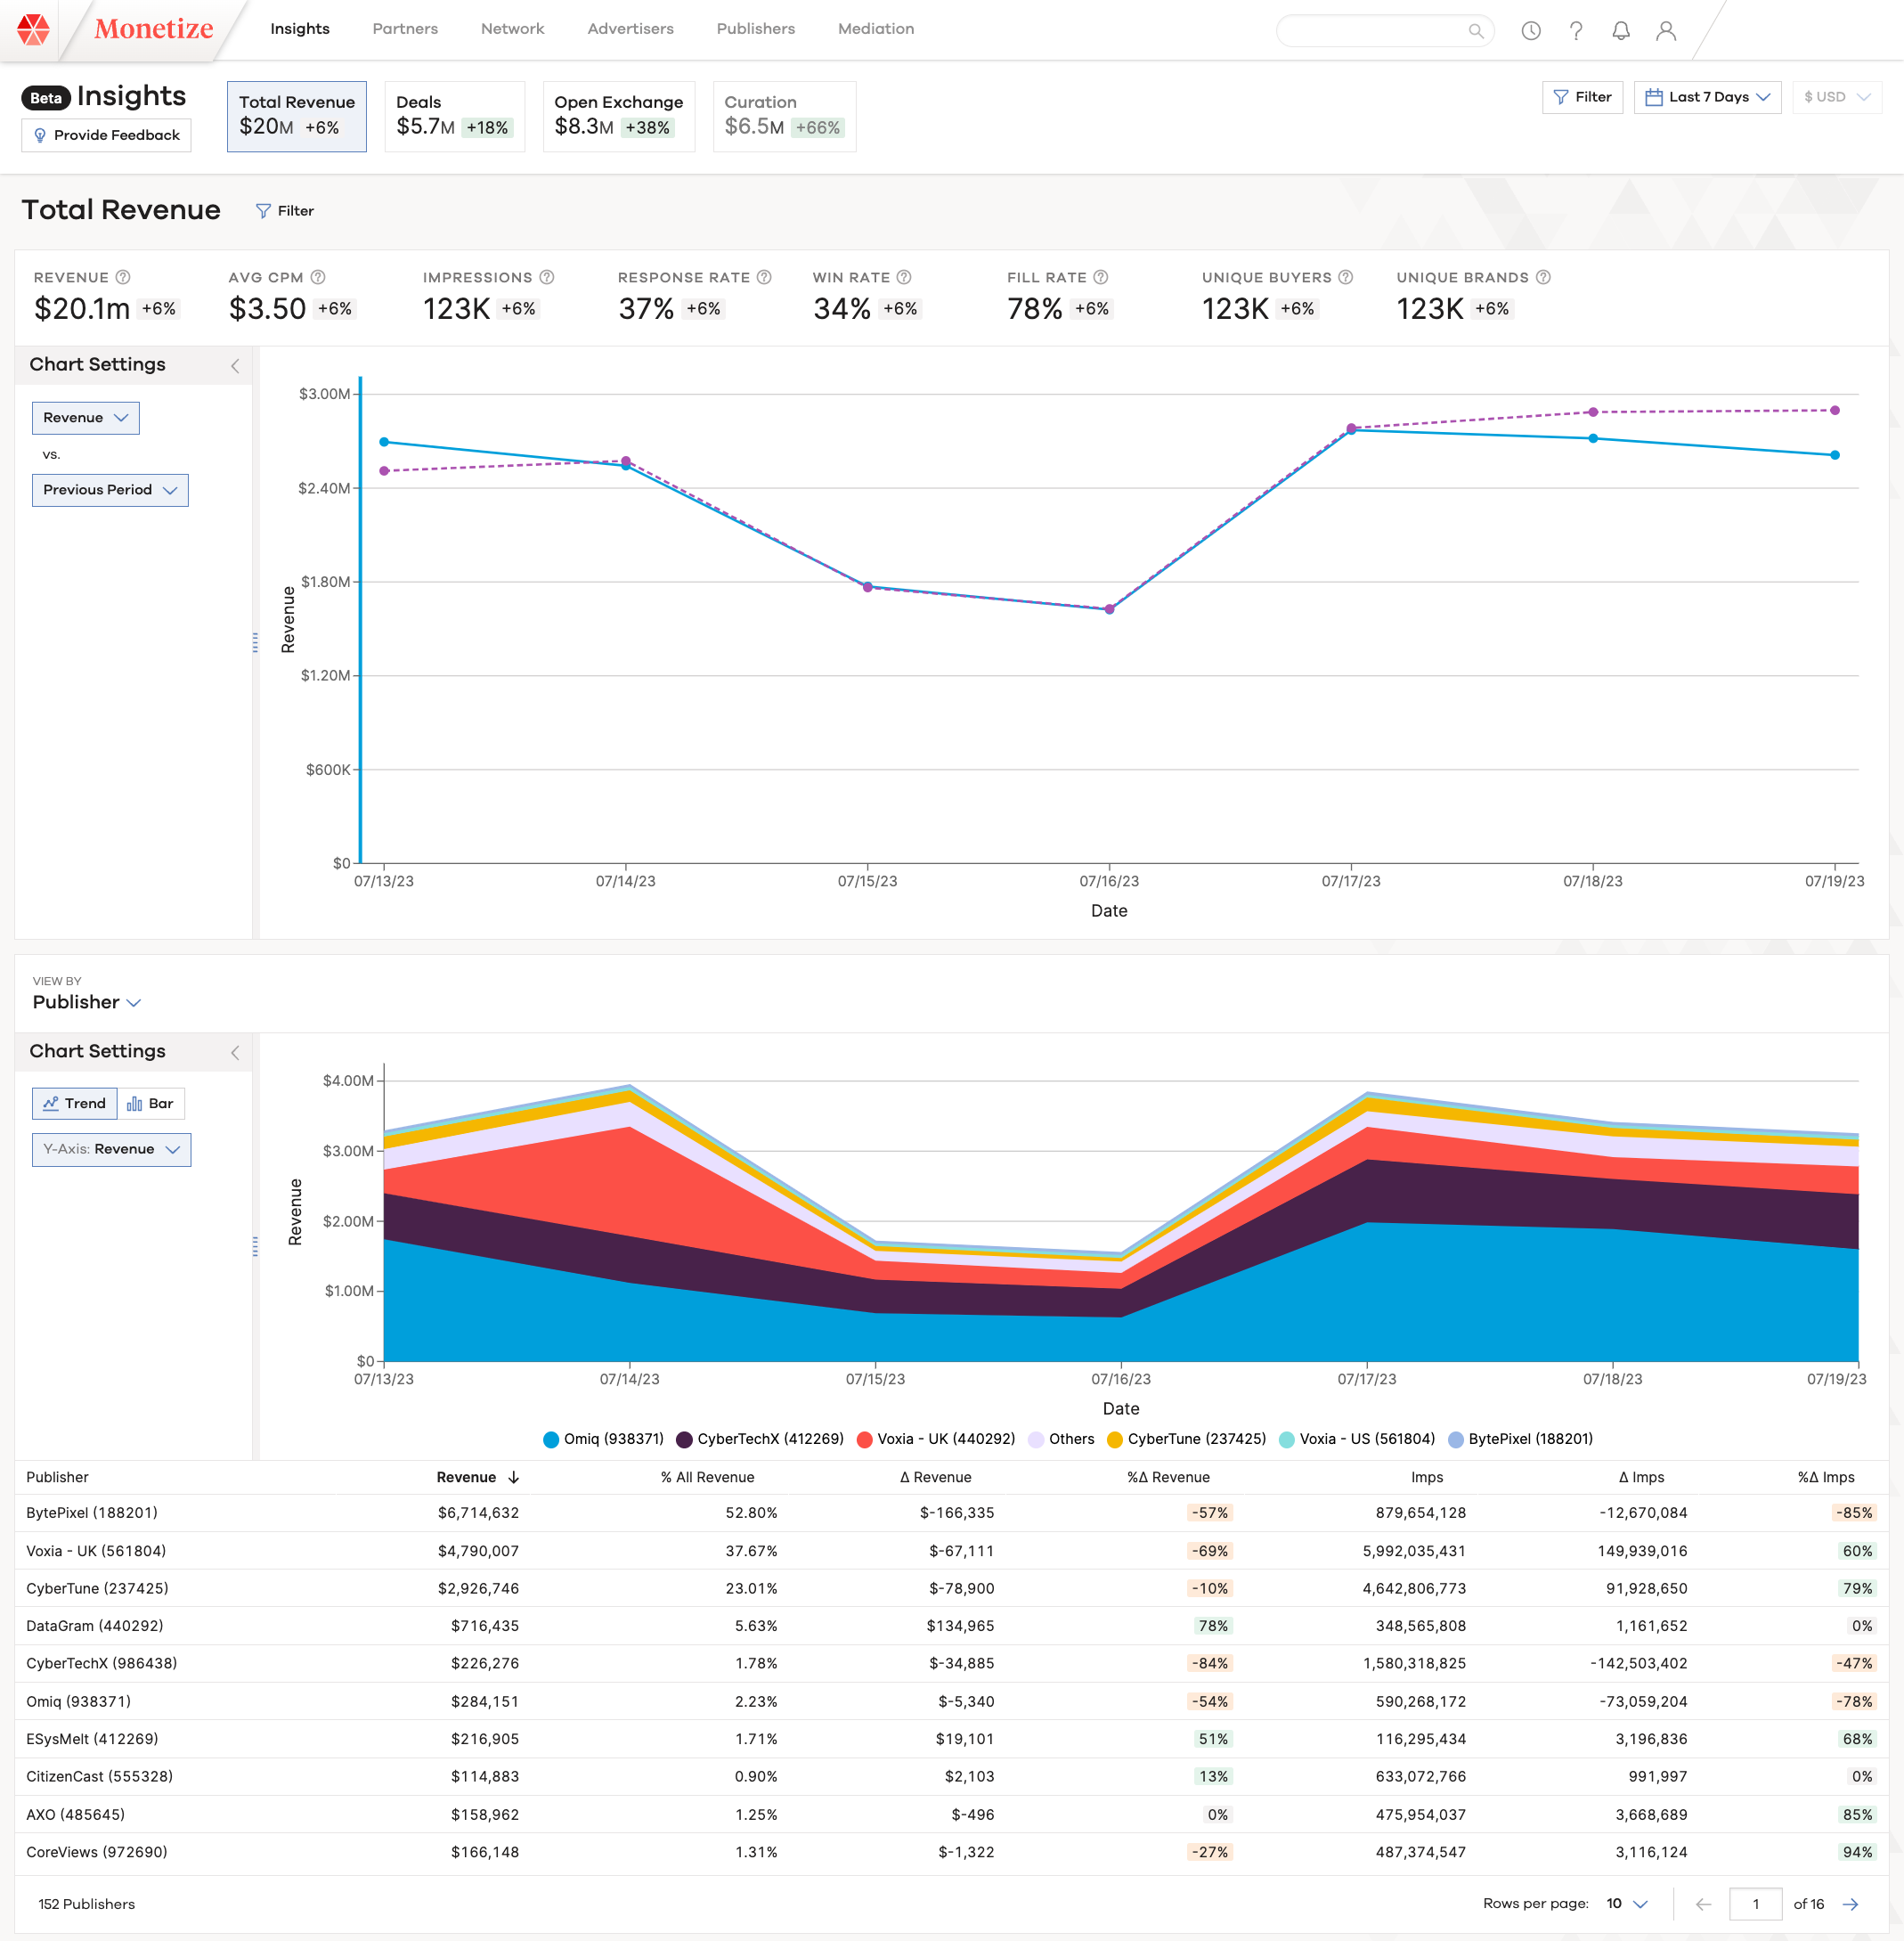 Monetize
Insights Partners Network Advertisers Publishers Mediation
Beta Insights
Provide Feedback
Total Revenue
$20M +6%
Deals
$5.7M +18%
Open Exchange
$8.3M +38%
Curation
$6.5M +66%
Filter Last 7 Days $ USD
Total Revenue Filter
REVENUE AVG CPM IMPRESSIONS RESPONSE RATE WIN RATE FILL RATE UNIQUE BUYERS UNIQUE BRANDS
$20.1m +6% $3.50 +6% 123K +6% 37% +6% 34% +6% 78% +6% 123K +6% 123K +6%
Chart Settings
Revenue
vs.
Previous Period
$3.00M
$2.40M
$1.80M
$1.20M
$600K
$0
Revenue
07/13/23 07/14/23 07/15/23 07/16/23 07/17/23 07/18/23 07/19/23
Date
VIEW BY
Publisher
Chart Settings
Trend Bar
Y-Axis: Revenue
$4.00M
$3.00M
$2.00M
$1.00M
$0
Revenue
07/13/23 07/14/23 07/15/23 07/16/23 07/17/23 07/18/23 07/19/23
Date
Omiq (938371) CyberTechX (412269) Voxia - UK (440292) Others CyberTune (237425) Voxia - US (561804) BytePixel (188201)
Publisher Revenue ↓ % All Revenue Δ Revenue %Δ Revenue Imps Δ Imps %Δ Imps
BytePixel (188201) $6,714,632 52.80% $-166,335 -57% 879,654,128 -12,670,084 -85%
Voxia - UK (561804) $4,790,007 37.67% $-67,111 -69% 5,992,035,431 149,939,016 60%
CyberTune (237425) $2,926,746 23.01% $-78,900 -10% 4,642,806,773 91,928,650 79%
DataGram (440292) $716,435 5.63% $134,965 78% 348,565,808 1,161,652 0%
CyberTechX (986438) $226,276 1.78% $-34,885 -84% 1,580,318,825 -142,503,402 -47%
Omiq (938371) $284,151 2.23% $-5,340 -54% 590,268,172 -73,059,204 -78%
ESysMelt (412269) $216,905 1.71% $19,101 51% 116,295,434 3,196,836 68%
CitizenCast (555328) $114,883 0.90% $2,103 13% 633,072,766 991,997 0%
AXO (485645) $158,962 1.25% $-496 0% 475,954,037 3,668,689 85%
CoreViews (972690) $166,148 1.31% $-1,322 -27% 487,374,547 3,116,124 94%
152 Publishers Rows per page: 10 ← 1 of 16 →